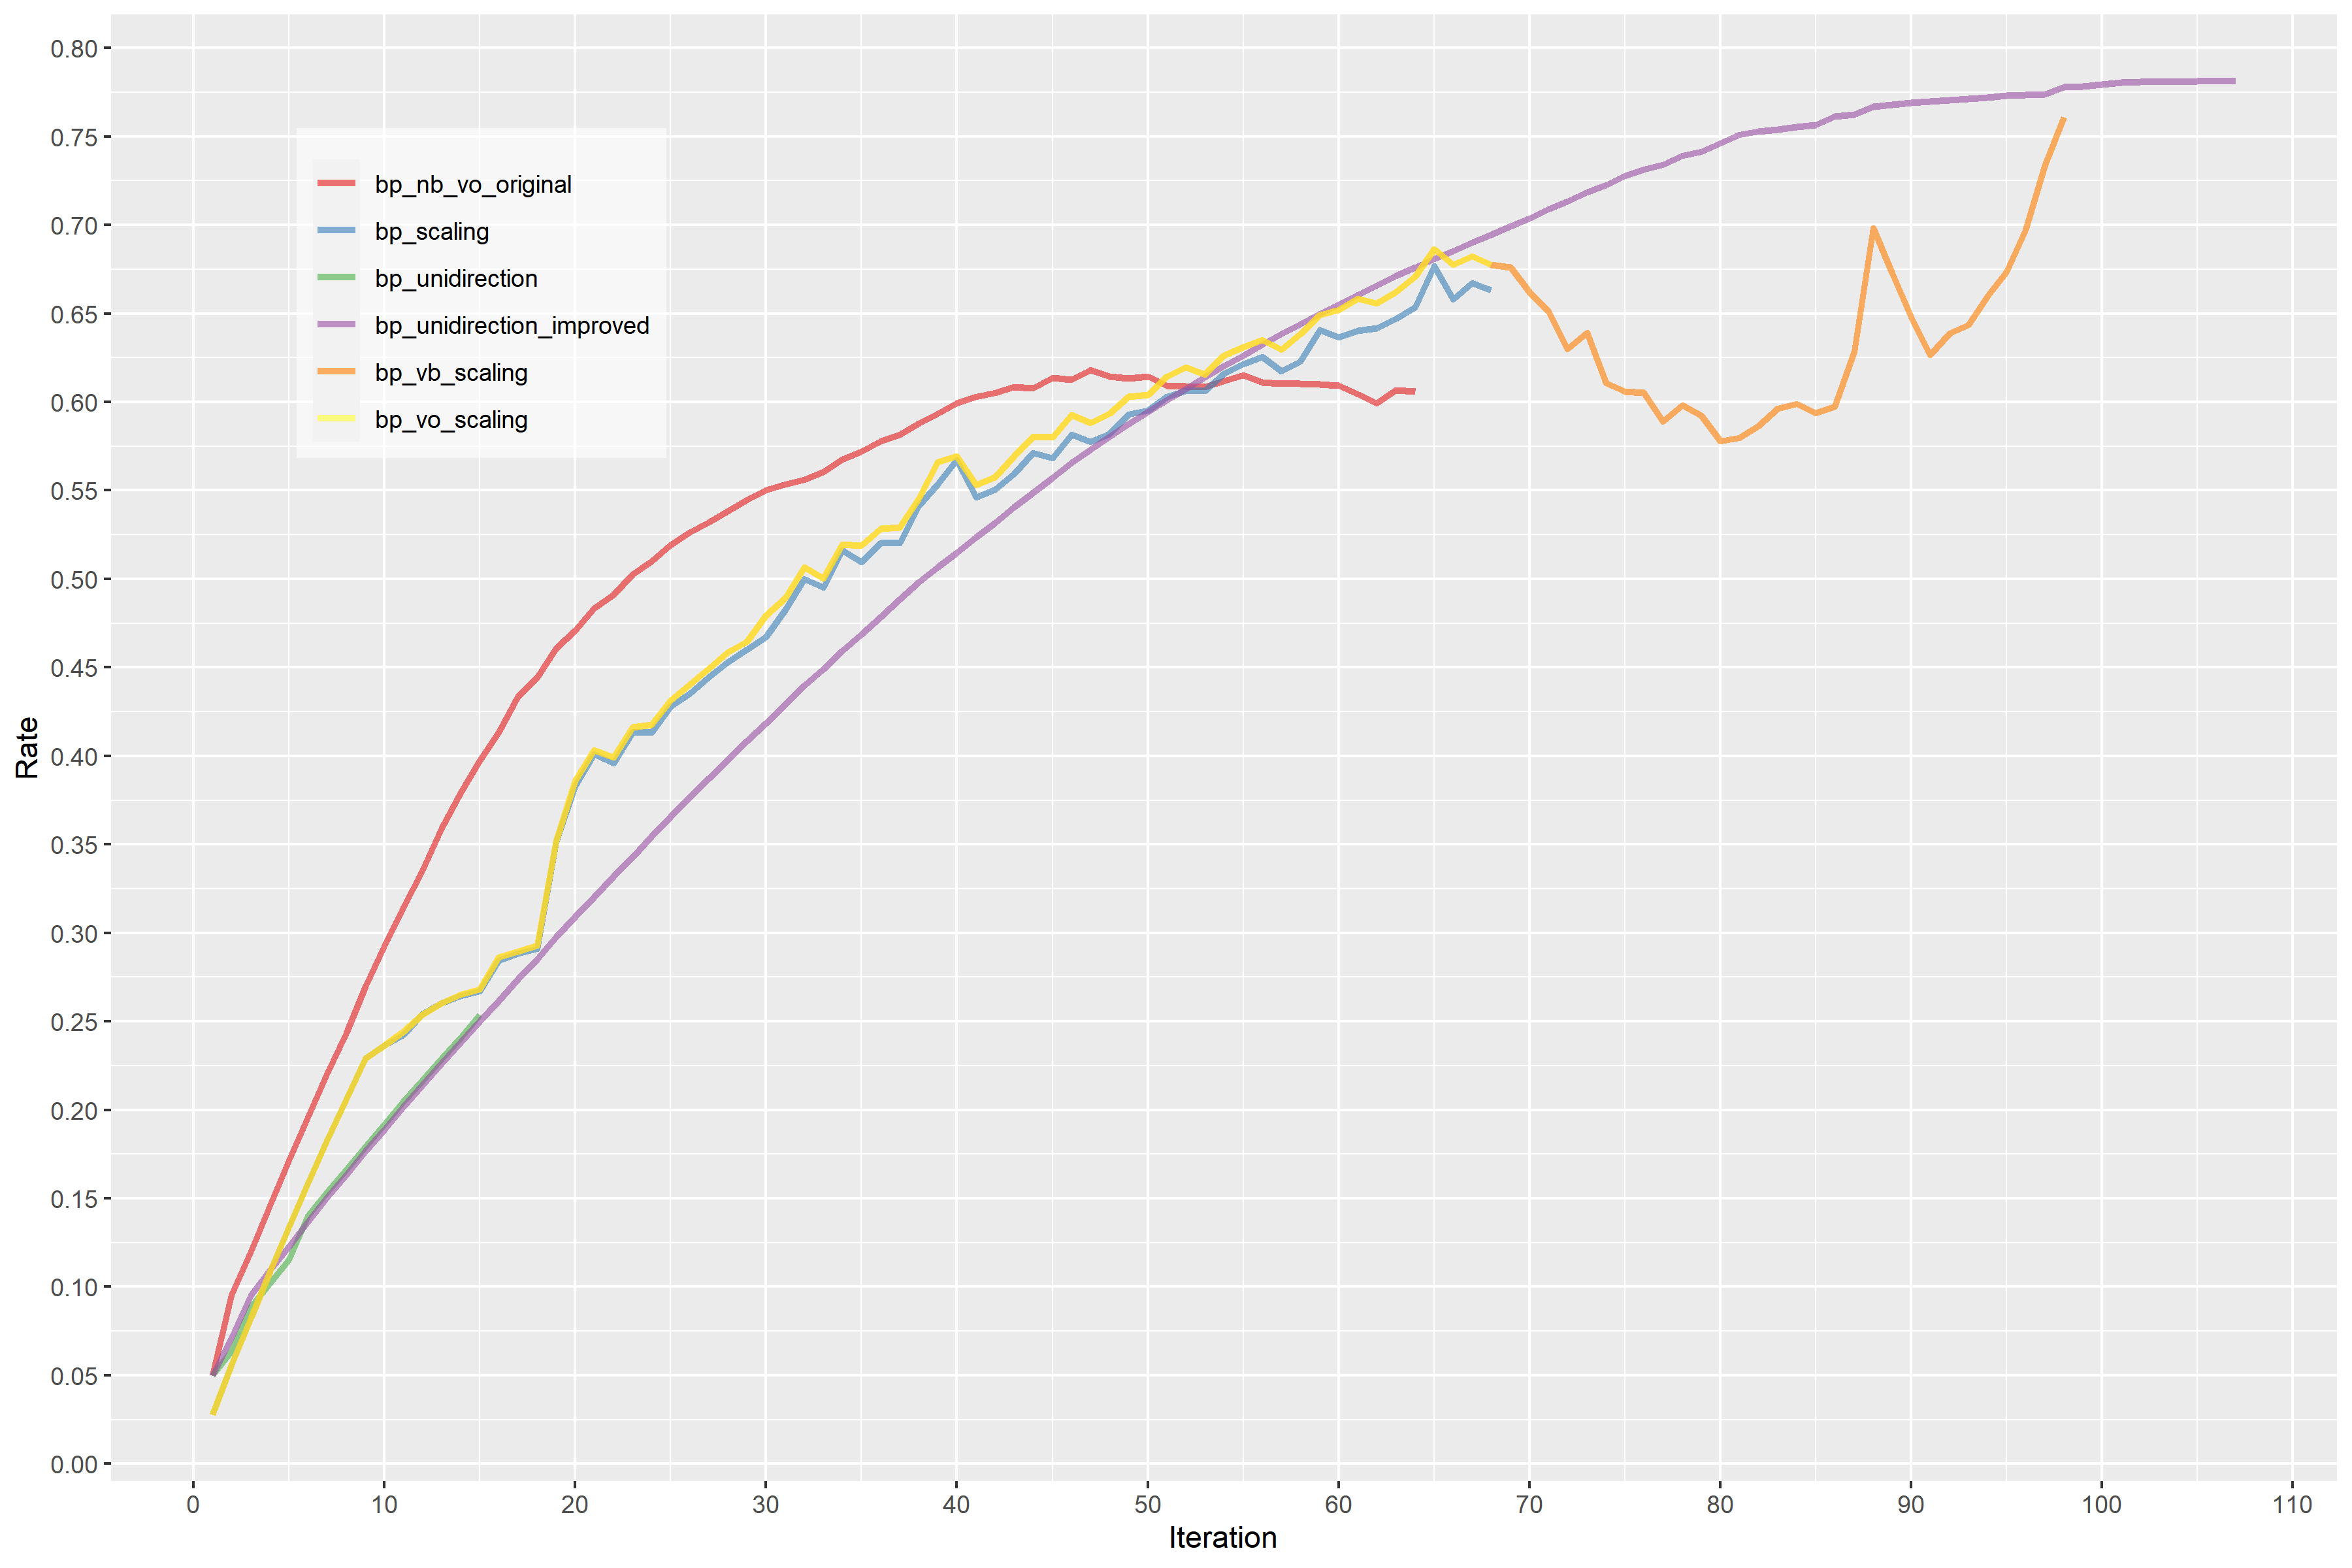 0.80
0.75
0.70
0.65
0.60
0.55
0.50
0.45
0.40
0.35
0.30
0.25
0.20
0.15
0.10
0.05
0.00
Rate
bp_nb_vo_original
bp_scaling
bp_unidirection
bp_unidirection_improved
bp_vb_scaling
bp_vo_scaling
0 10 20 30 40 50 60 70 80 90 100 110
Iteration